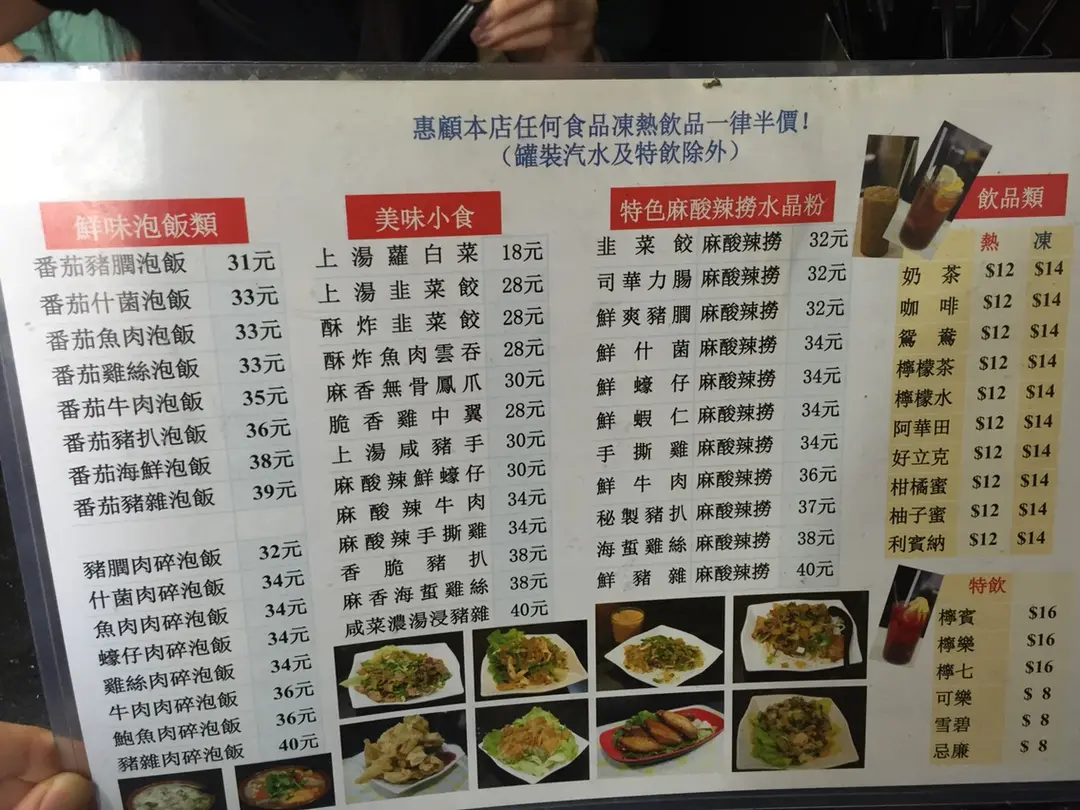 惠顧本店任何食品凍熱飲品一律半價!
（罐裝汽水及特飲除外）
鮮味泡飯類
番茄豬膶泡飯 31元
番茄什菌泡飯 33元
番茄魚肉泡飯 33元
番茄雞絲泡飯 33元
番茄牛肉泡飯 35元
番茄豬扒泡飯 36元
番茄海鮮泡飯 38元
番茄豬雜泡飯 39元
豬膶肉碎泡飯 32元
什菌肉碎泡飯 34元
魚肉肉碎泡飯 34元
蠔仔肉碎泡飯 34元
雞絲肉碎泡飯 34元
牛肉肉碎泡飯 36元
鮑魚肉碎泡飯 36元
豬雜肉碎泡飯 40元
美味小食
上湯蘿白菜 18元
上湯韭菜餃 28元
酥炸韭菜餃 28元
酥炸魚肉雲吞 28元
麻香無骨鳳爪 30元
脆香雞中翼 28元
上湯咸豬手 30元
麻酸辣鮮蠔仔 30元
麻酸辣牛肉 34元
麻酸辣手撕雞 34元
香脆豬扒 38元
麻香海蜇雞絲 38元
咸菜濃湯浸豬雜 40元
特色麻酸辣撈水晶粉
韭菜餃 麻酸辣撈 32元
司華力腸 麻酸辣撈 32元
鮮爽豬膶 麻酸辣撈 32元
鮮什菌 麻酸辣撈 34元
鮮蠔仔 麻酸辣撈 34元
鮮蝦仁 麻酸辣撈 34元
手撕雞 麻酸辣撈 34元
鮮牛肉 麻酸辣撈 36元
秘製豬扒 麻酸辣撈 37元
海蜇雞絲 麻酸辣撈 38元
鮮豬雜 麻酸辣撈 40元
飲品類
熱 凍
奶茶 $12 $14
咖啡 $12 $14
鴛鴦 $12 $14
檸檬茶 $12 $14
檸檬水 $12 $14
阿華田 $12 $14
好立克 $12 $14
柑橘蜜 $12 $14
柚子蜜 $12 $14
利賓納 $12 $14
特飲
檸賓 $16
檸樂 $16
檸七 $16
可樂 $ 8
雪碧 $ 8
忌廉 $ 8